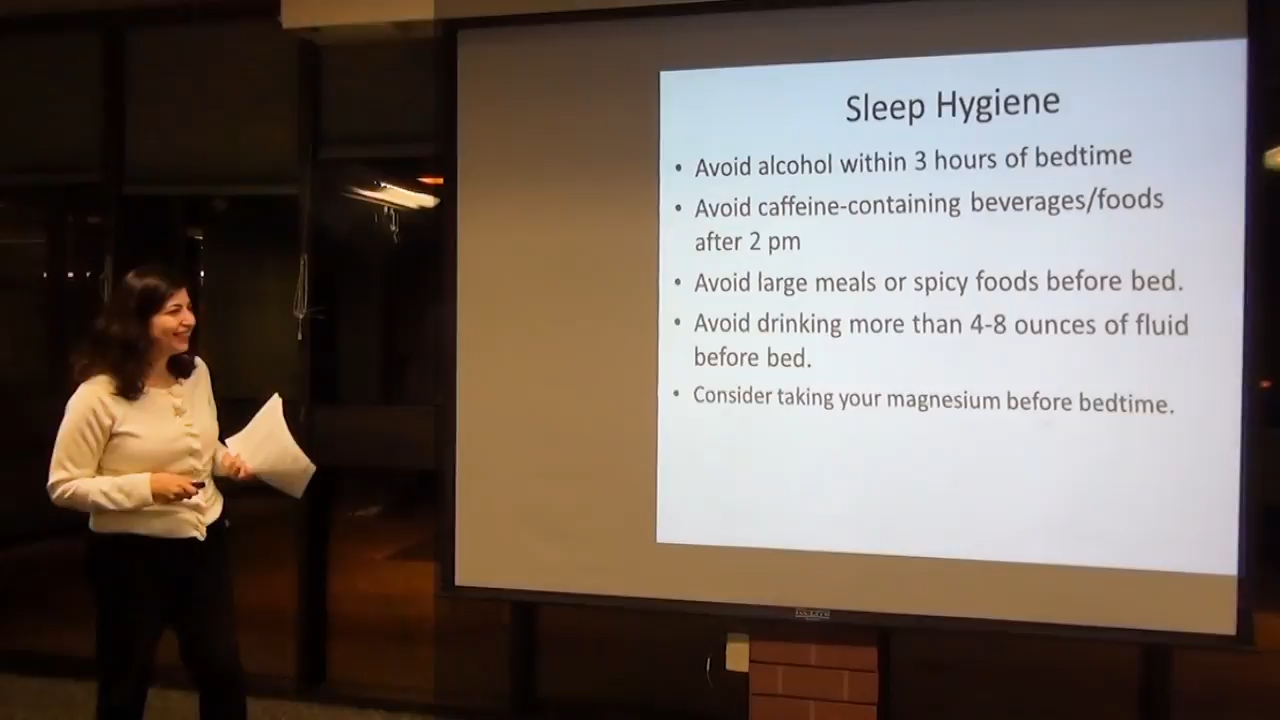 Sleep Hygiene
• Avoid alcohol within 3 hours of bedtime
• Avoid caffeine-containing beverages/foods
after 2 pm
• Avoid large meals or spicy foods before bed.
• Avoid drinking more than 4-8 ounces of fluid
before bed.
• Consider taking your magnesium before bedtime.